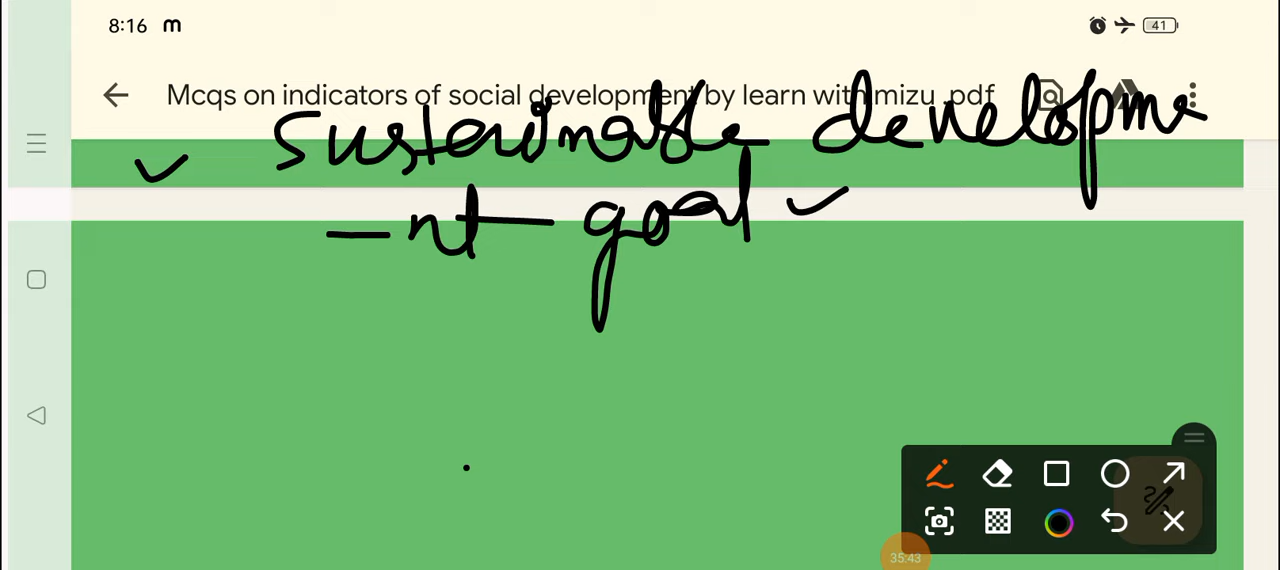 8:16 m 41
Mcqs on indicators of social development by learn with mizu .pdf
sustainable developme
-nt goal
35:43